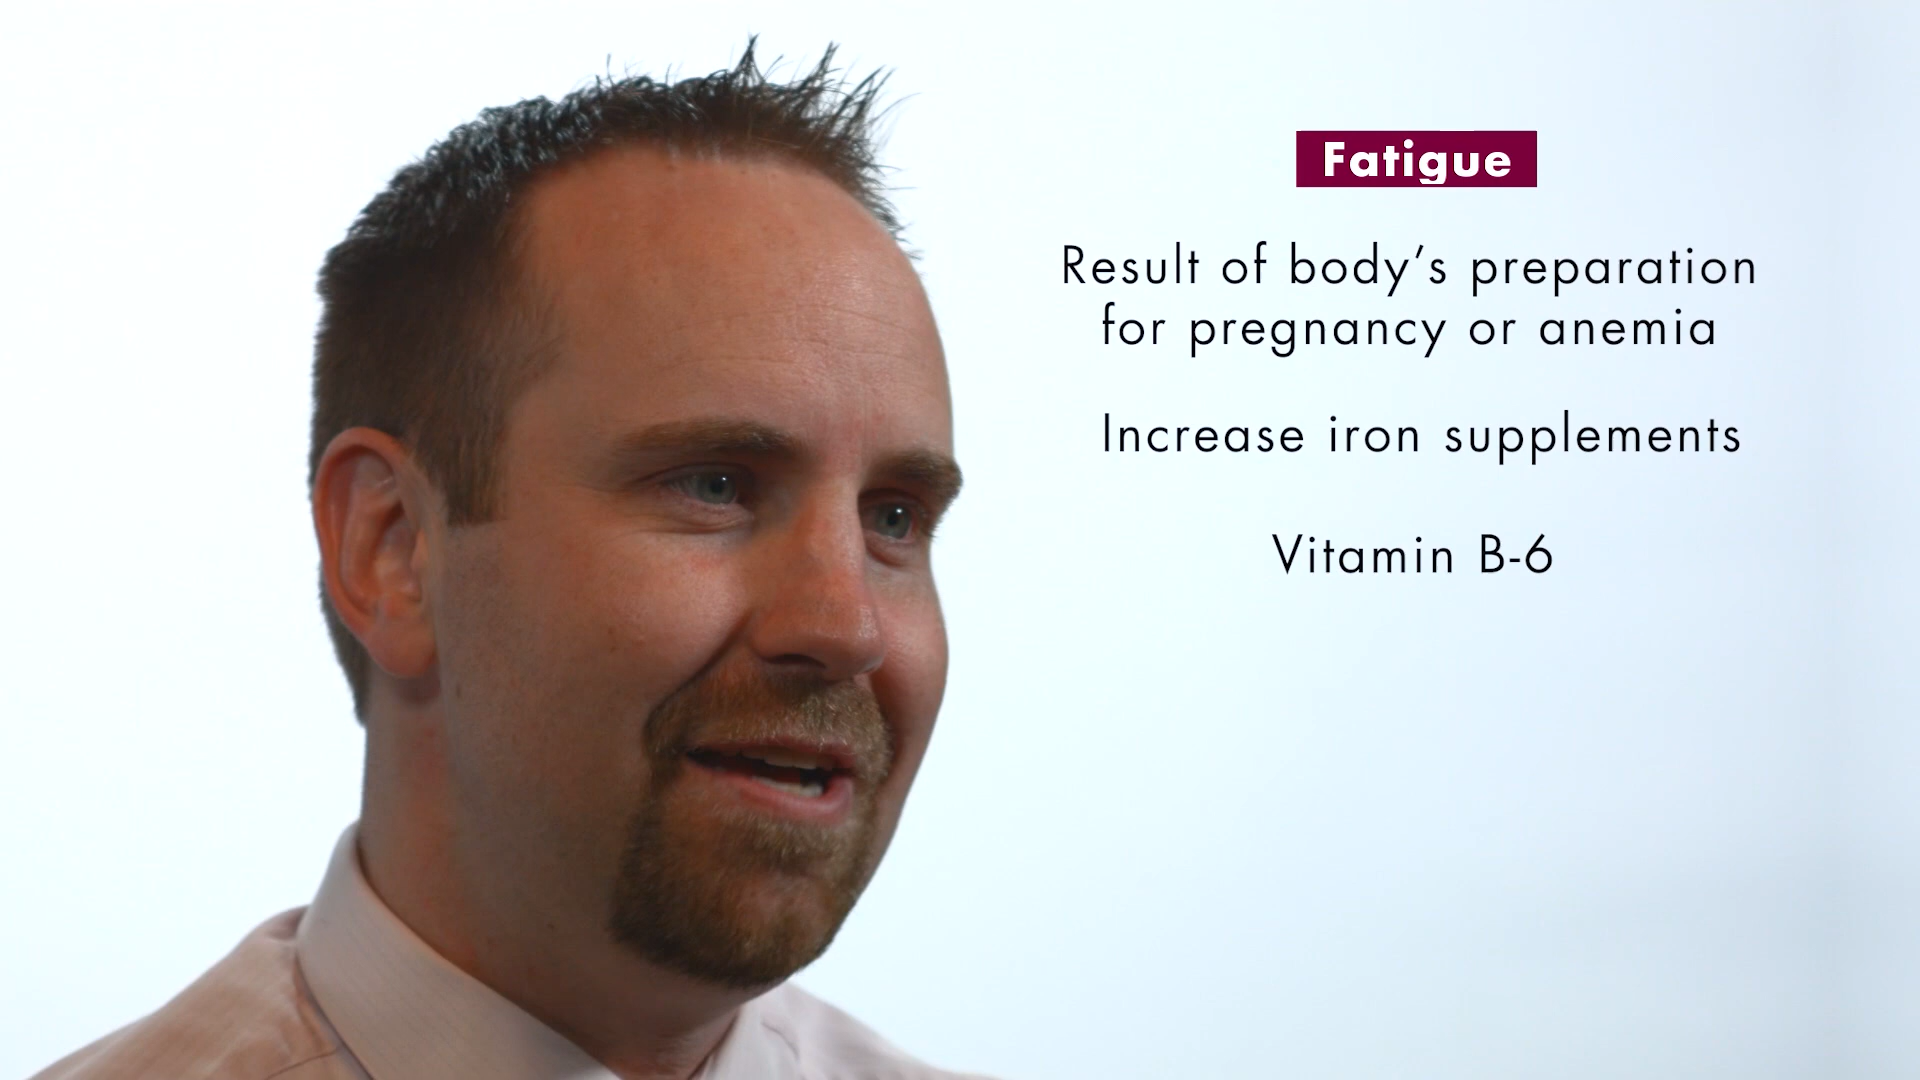 Fatigue
Result of body’s preparation
for pregnancy or anemia
Increase iron supplements
Vitamin B-6